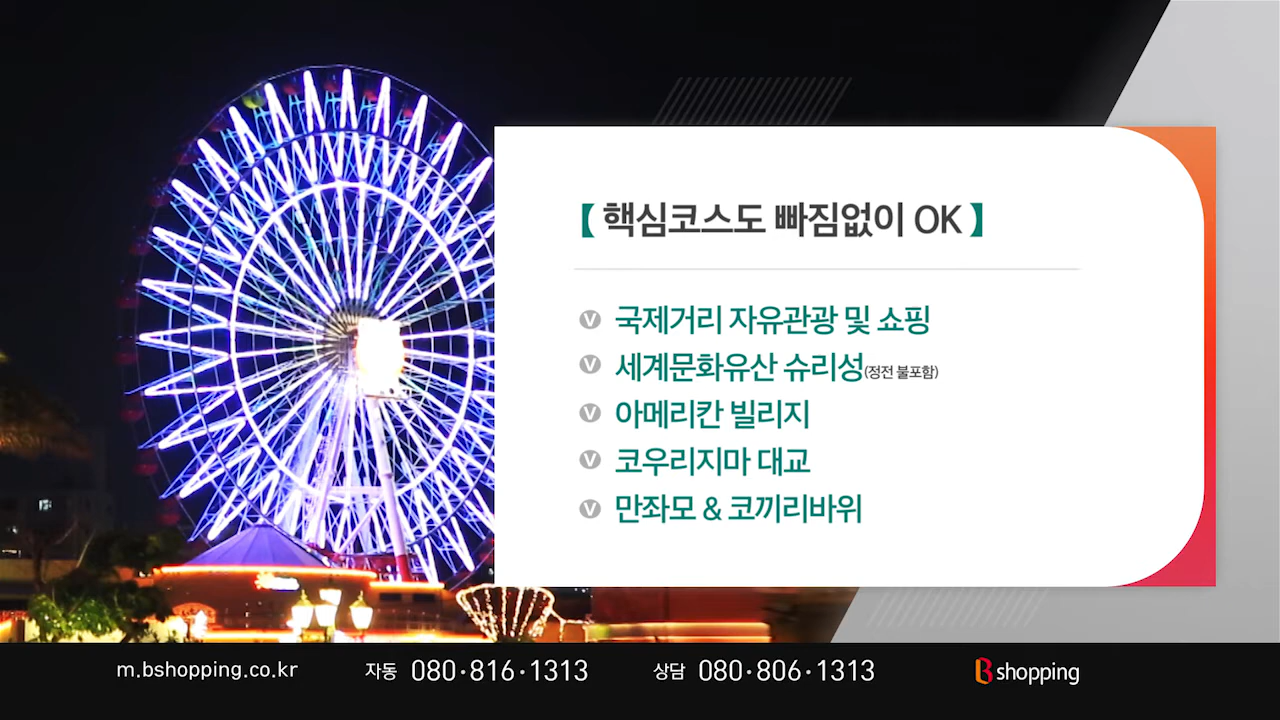 【 핵심코스도 빠짐없이 OK 】
V 국제거리 자유관광 및 쇼핑
V 세계문화유산 슈리성(정전 불포함)
V 아메리칸 빌리지
V 코우리지마 대교
V 만좌모 & 코끼리바위
m.bshopping.co.kr 자동 080·816·1313 상담 080·806·1313 B shopping